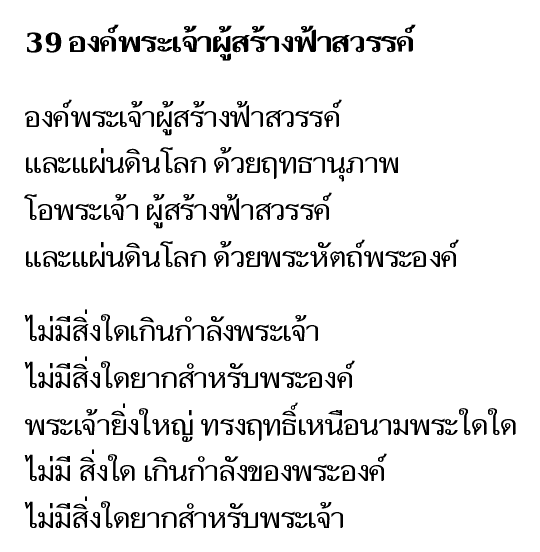 39 องค์พระเจ้าผู้สร้างฟ้าสวรรค์
องค์พระเจ้าผู้สร้างฟ้าสวรรค์
และแผ่นดินโลก ด้วยฤทธานุภาพ
โอพระเจ้า ผู้สร้างฟ้าสวรรค์
และแผ่นดินโลก ด้วยพระหัตถ์พระองค์
ไม่มีสิ่งใดเกินกำลังพระเจ้า
ไม่มีสิ่งใดยากสำหรับพระองค์
พระเจ้ายิ่งใหญ่ ทรงฤทธิ์เหนือนามพระใดใด
ไม่มี สิ่งใด เกินกำลังของพระองค์
ไม่มีสิ่งใดยากสำหรับพระเจ้า